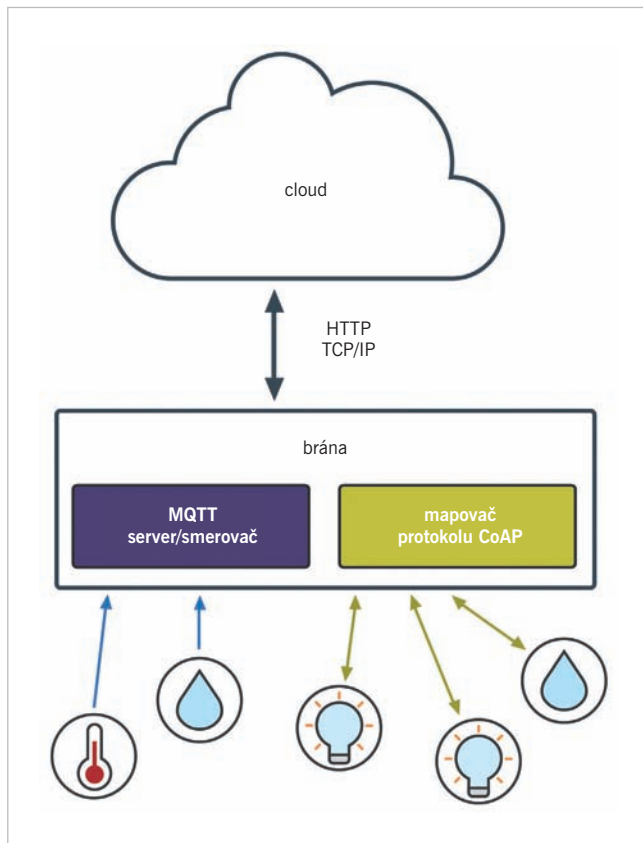 cloud
HTTP
TCP/IP
brána
MQTT
server/smerovač
mapovač
protokolu CoAP